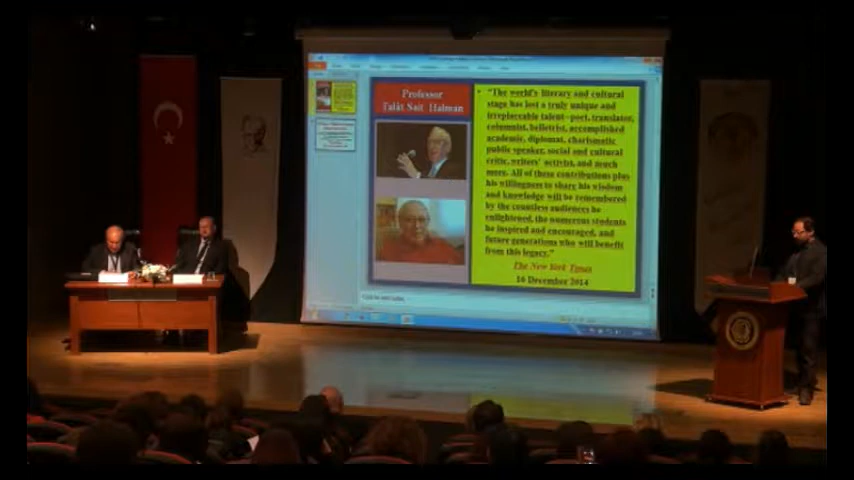 Professor
Talât Sait Halman
• "The world's literary and cultural
stage has lost a truly unique and
irreplaceable talent—poet, translator,
columnist, belletrist, accomplished
academic, diplomat, charismatic
public speaker, social and cultural
critic, writers' activist, and much
more. All of these contributions plus
his willingness to share his wisdom
and knowledge will be remembered
by the countless audiences he
enlightened, the numerous students
he inspired and encouraged, and
future generations who will benefit
from this legacy."
The New York Times
16 December 2014